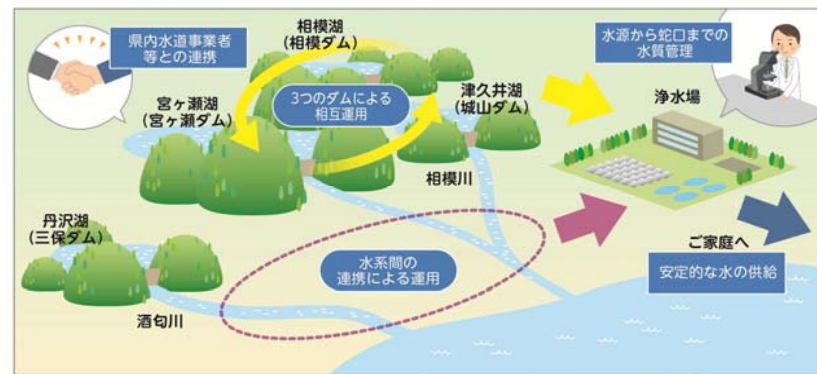 県内水道事業者
等との連携
相模湖
(相模ダム)
水源から蛇口までの
水質管理
宮ヶ瀬湖
(宮ヶ瀬ダム)
3つのダムによる
相互運用
津久井湖
(城山ダム)
浄水場
相模川
丹沢湖
(三保ダム)
水系間の
連携による運用
ご家庭へ
安定的な水の供給
酒匂川